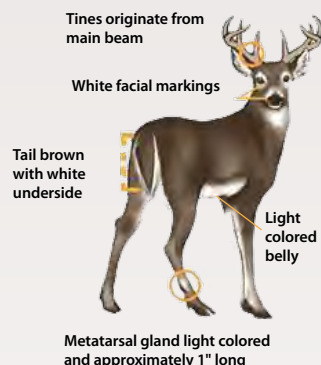 Tines originate from
main beam
White facial markings
Tail brown
with white
underside
Light
colored
belly
Metatarsal gland light colored
and approximately 1" long